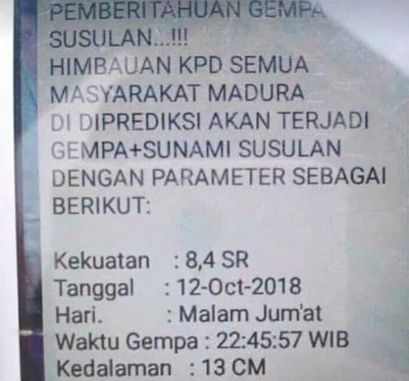 PEMBERITAHUAN GEMPA
SUSULAN...!!!
HIMBAUAN KPD SEMUA
MASYARAKAT MADURA
DI DIPREDIKSI AKAN TERJADI
GEMPA+SUNAMI SUSULAN
DENGAN PARAMETER SEBAGAI
BERIKUT:
Kekuatan : 8,4 SR
Tanggal : 12-Oct-2018
Hari. : Malam Jum'at
Waktu Gempa : 22:45:57 WIB
Kedalaman : 13 CM